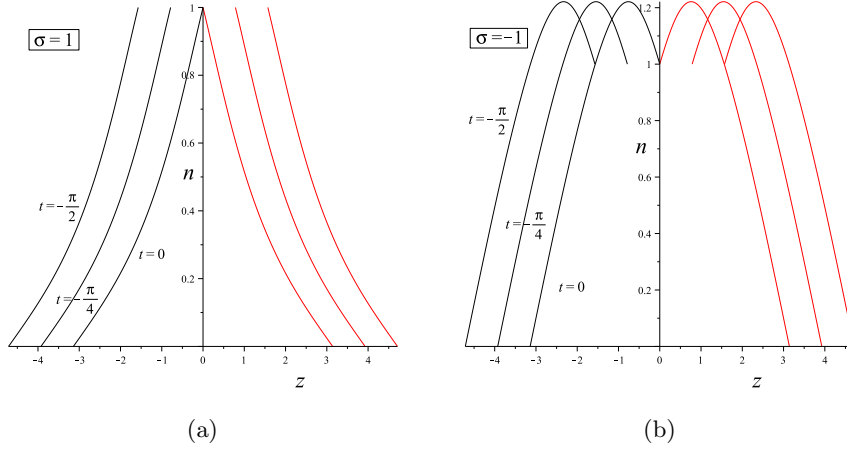 σ = 1
1
0.8
n
0.6
0.4
0.2
t = -π/2
t = -π/4
t = 0
-4 -3 -2 -1 0 1 2 3 4
z
(a)
σ = -1
1.2
1
0.8
n
0.6
0.4
0.2
t = -π/2
t = -π/4
t = 0
-4 -3 -2 -1 0 1 2 3 4
z
(b)